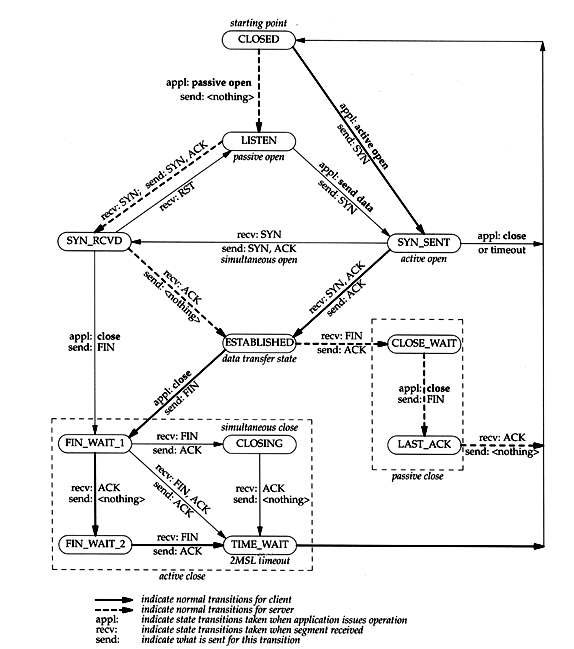 starting point
CLOSED
appl: passive open
send: <nothing>
appl: active open
send: SYN
LISTEN
passive open
recv: SYN; send: SYN, ACK
recv: RST
appl: send data
send: SYN
SYN_RCVD
recv: SYN
send: SYN, ACK
simultaneous open
SYN_SENT
active open
appl: close
or timeout
recv: ACK
send: <nothing>
recv: SYN, ACK
send: ACK
appl: close
send: FIN
ESTABLISHED
data transfer state
recv: FIN
send: ACK
CLOSE_WAIT
appl: close
send: FIN
appl: close
send: FIN
LAST_ACK
recv: ACK
send: <nothing>
passive close
simultaneous close
FIN_WAIT_1
recv: FIN
send: ACK
CLOSING
recv: ACK
send: <nothing>
recv: FIN, ACK
send: ACK
recv: ACK
send: <nothing>
FIN_WAIT_2
recv: FIN
send: ACK
TIME_WAIT
2MSL timeout
active close
indicate normal transitions for client
indicate normal transitions for server
appl: indicate state transitions taken when application issues operation
recv: indicate state transitions taken when segment received
send: indicate what is sent for this transition